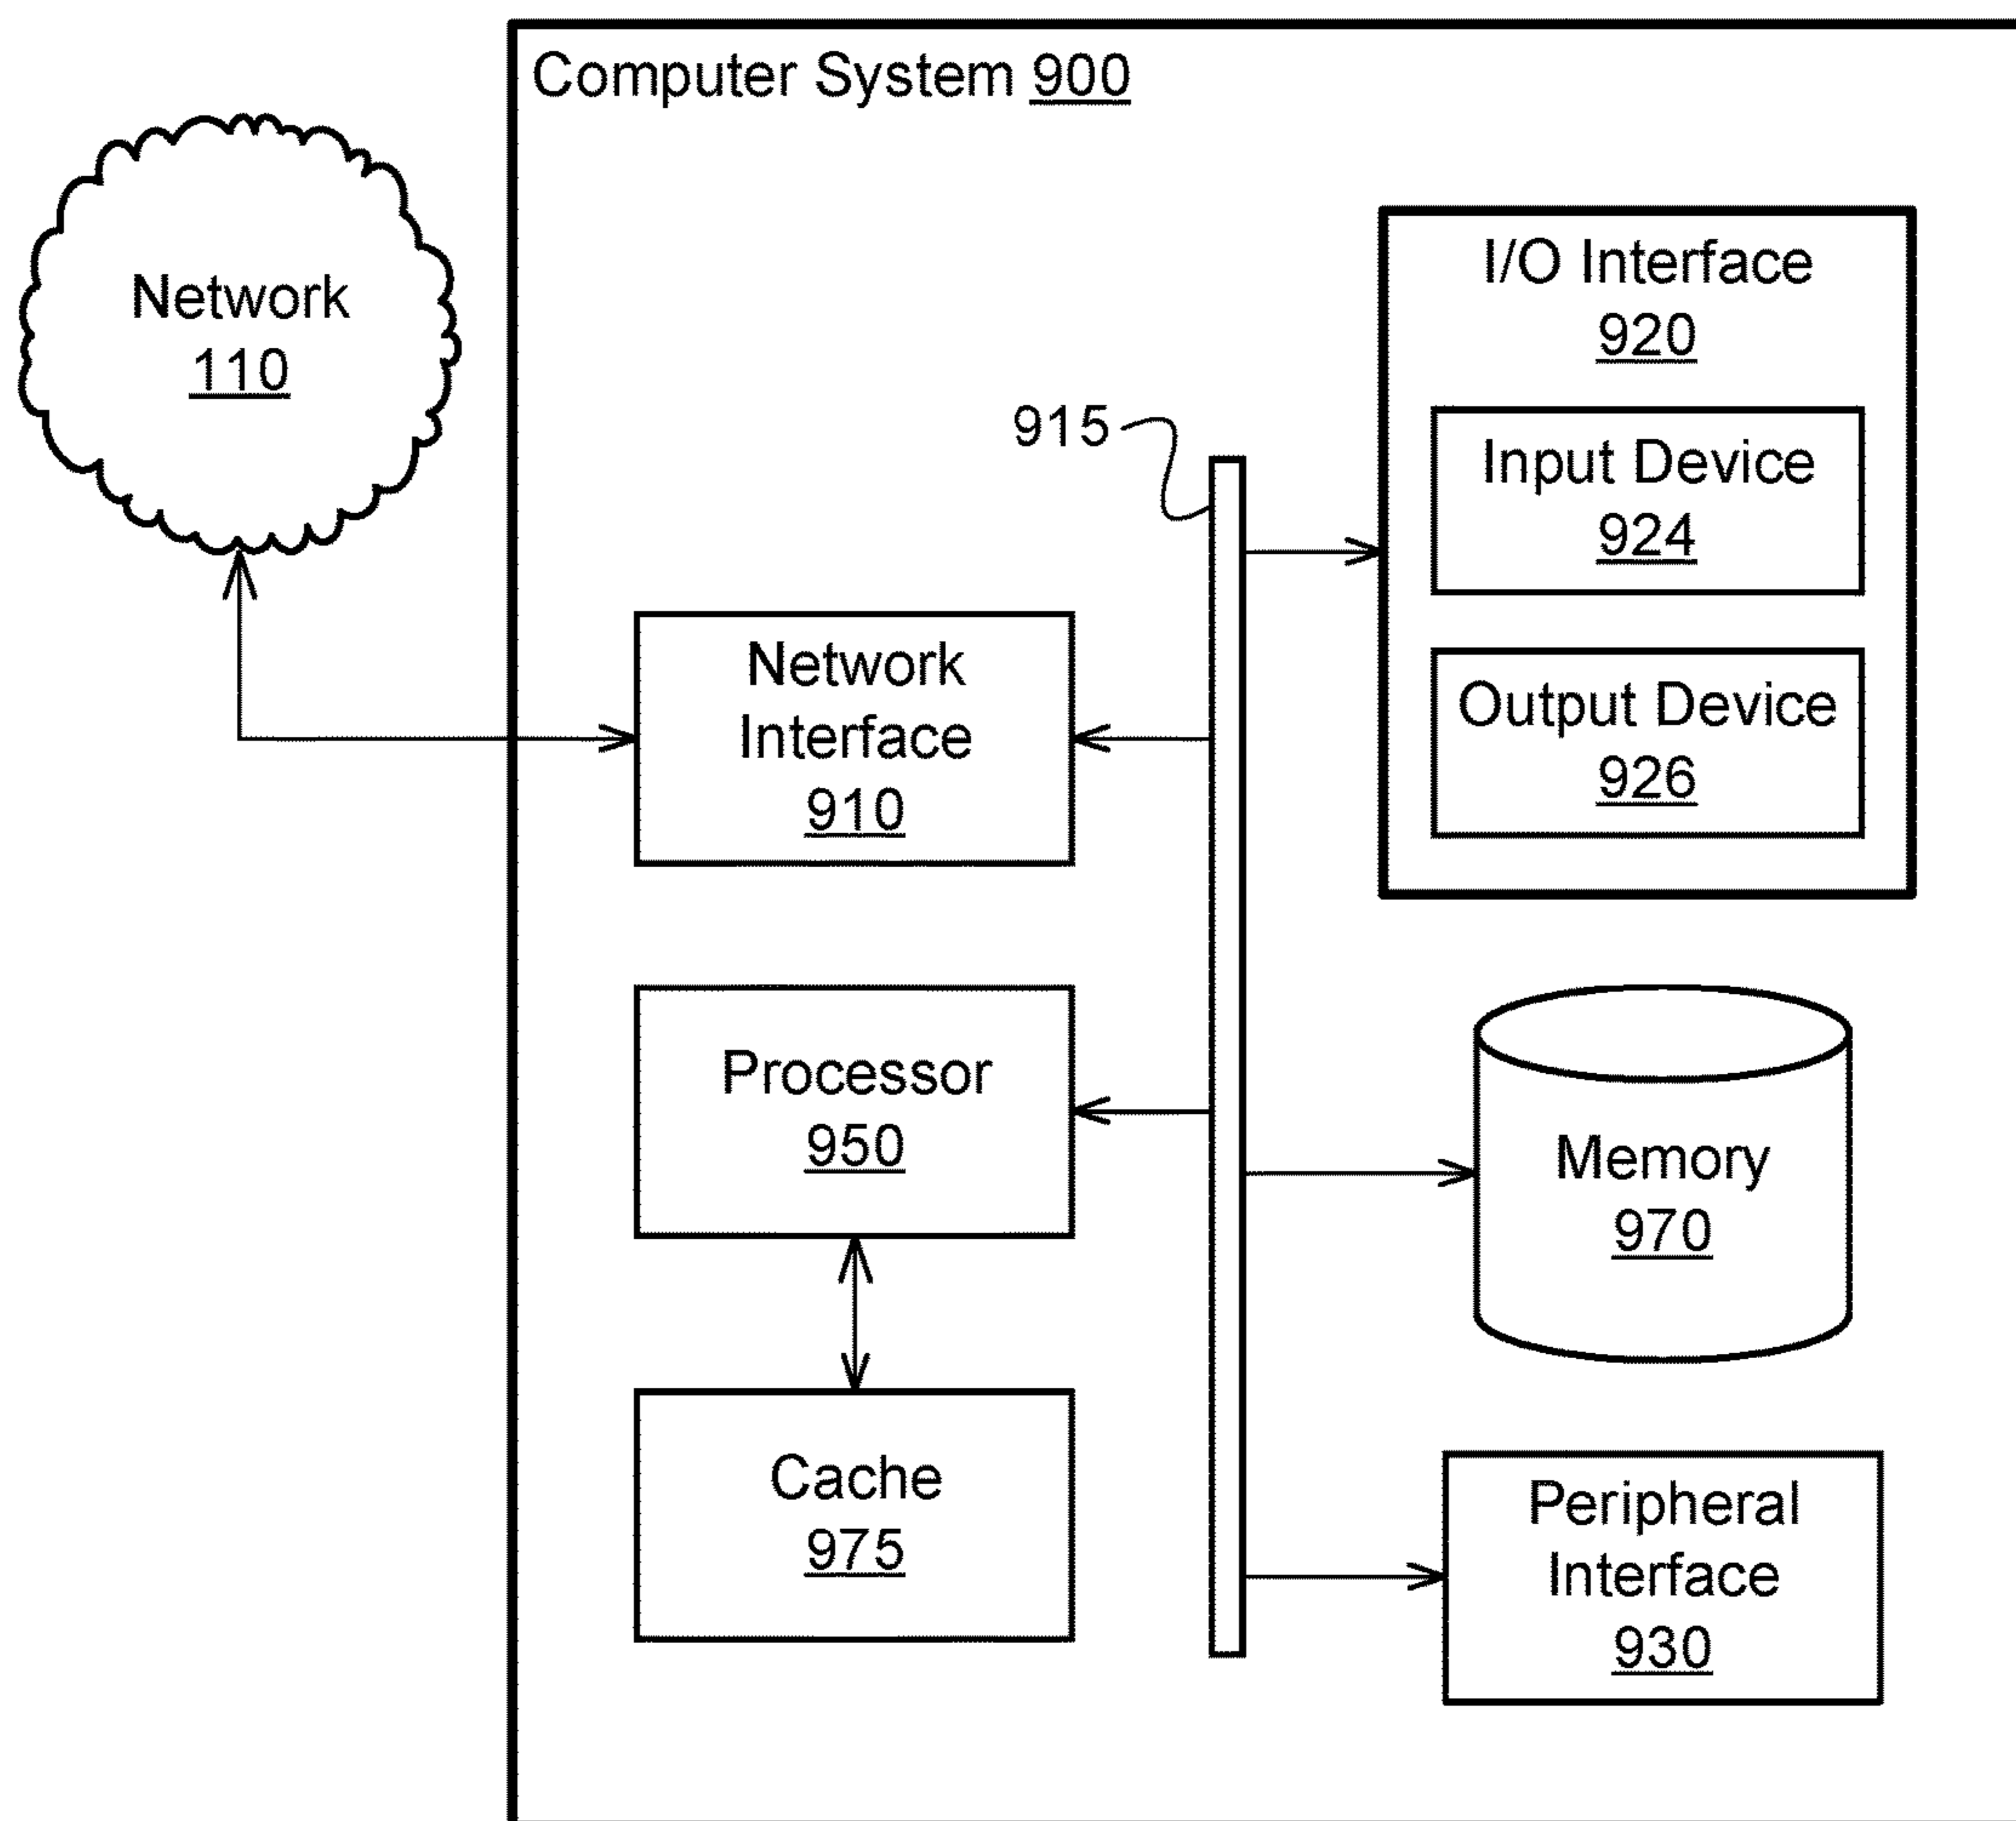 Computer System 900
Network
110
I/O Interface
920
915
Input Device
924
Output Device
926
Network
Interface
910
Processor
950
Memory
970
Cache
975
Peripheral
Interface
930